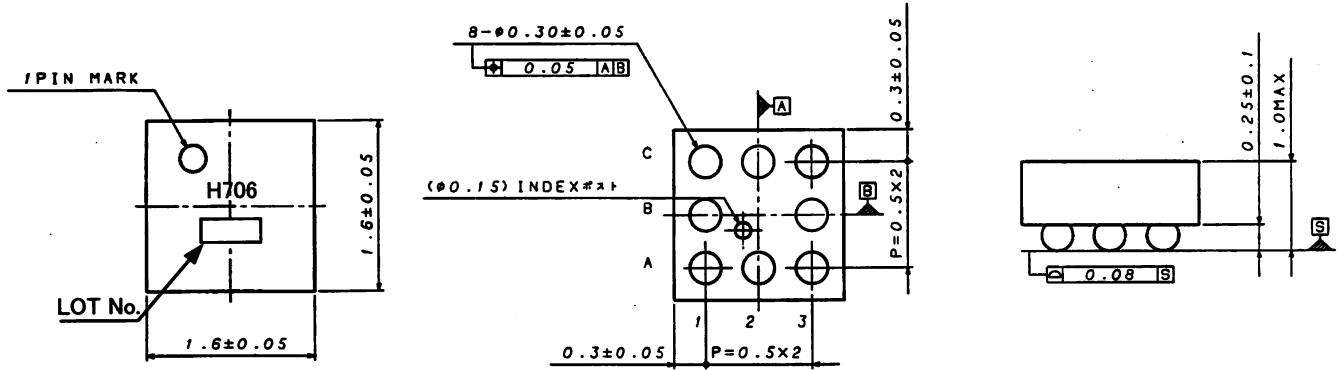 1PIN MARK
H706
LOT No.
1.6±0.05
1.6±0.05
8-φ0.30±0.05
⌖ 0.05 A B
A
(φ0.15) INDEXポスト
B
C
B
A
1 2 3
0.3±0.05
P=0.5×2
0.3±0.05
P=0.5×2
0.25±0.1
1.0MAX
S
⌓ 0.08 S